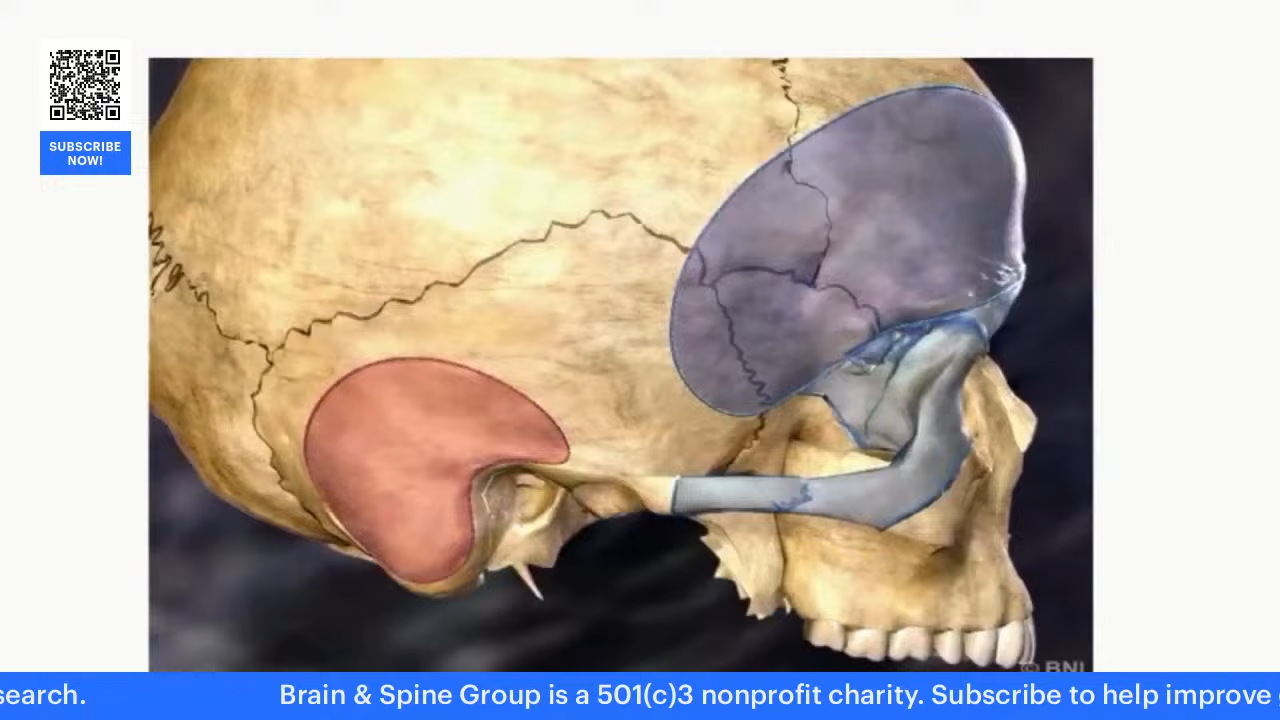 SUBSCRIBE
NOW!
© BNI
search.
Brain & Spine Group is a 501(c)3 nonprofit charity. Subscribe to help improve